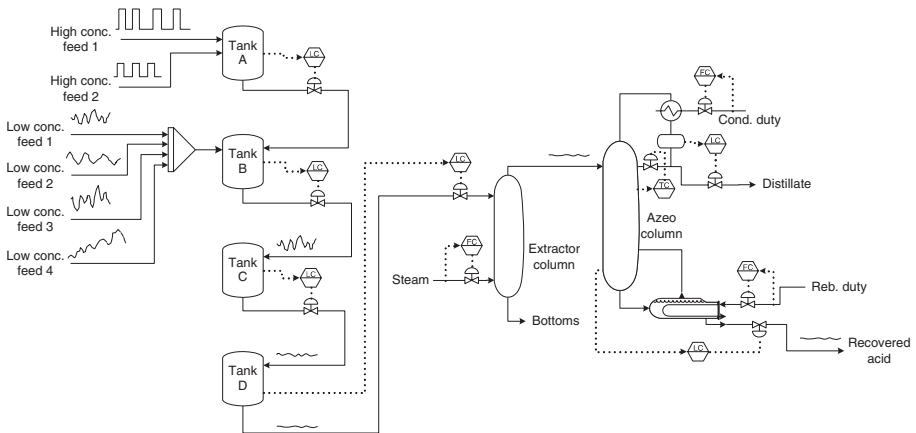 High conc.
feed 1
High conc.
feed 2
Low conc.
feed 1
Low conc.
feed 2
Low conc.
feed 3
Low conc.
feed 4
Tank
A
LC
Tank
B
LC
Tank
C
LC
Tank
D
LC
Steam
FC
Extractor
column
Bottoms
FC
Cond. duty
LC
TC
Distillate
Azeo
column
FC
Reb. duty
LC
Recovered
acid